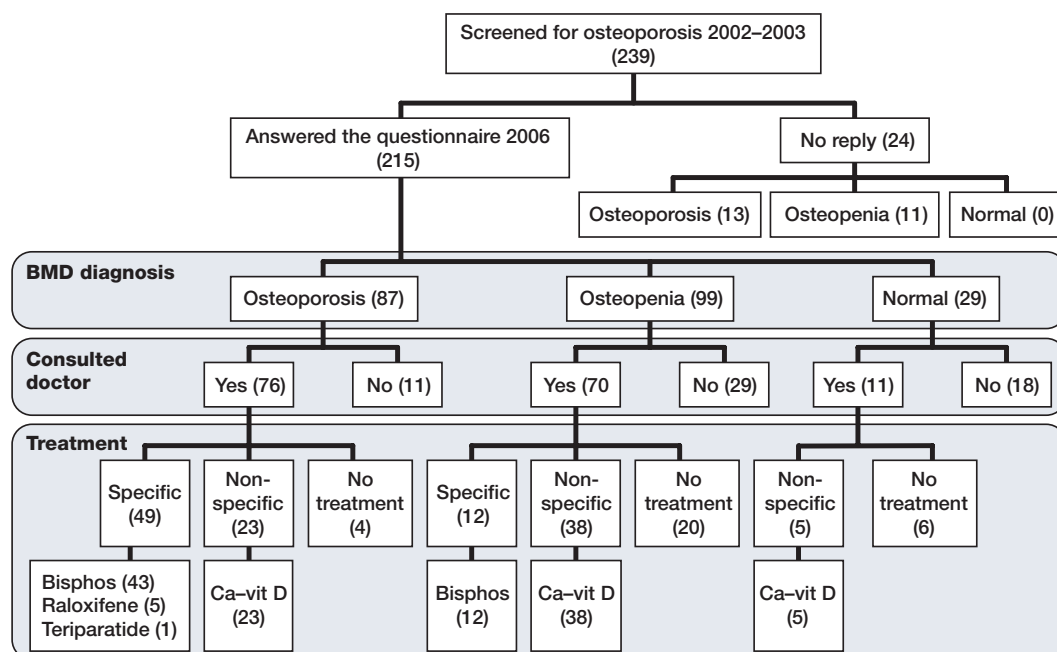 Screened for osteoporosis 2002–2003
(239)
Answered the questionnaire 2006
(215)
No reply (24)
Osteoporosis (13)
Osteopenia (11)
Normal (0)
BMD diagnosis
Osteoporosis (87)
Osteopenia (99)
Normal (29)
Consulted
doctor
Yes (76)
No (11)
Yes (70)
No (29)
Yes (11)
No (18)
Treatment
Specific
(49)
Non-
specific
(23)
No
treatment
(4)
Specific
(12)
Non-
specific
(38)
No
treatment
(20)
Non-
specific
(5)
No
treatment
(6)
Bisphos (43)
Raloxifene (5)
Teriparatide (1)
Ca–vit D
(23)
Bisphos
(12)
Ca–vit D
(38)
Ca–vit D
(5)